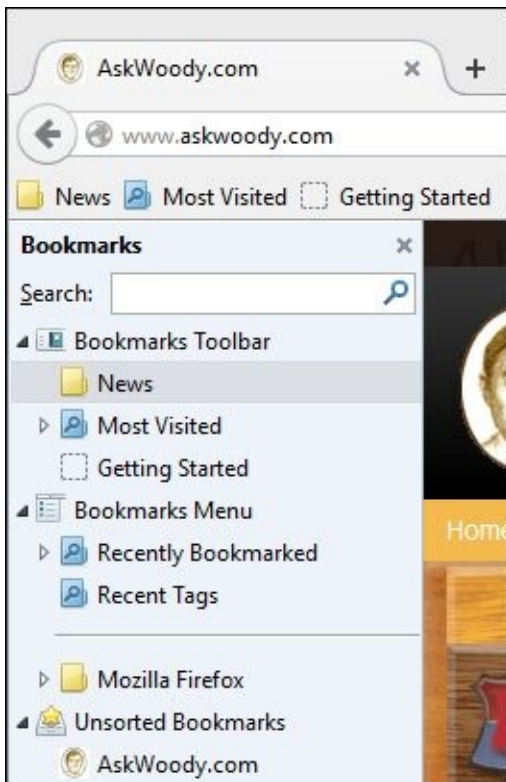 AskWoody.com
www.askwoody.com
News Most Visited Getting Started
Bookmarks
Search:
Bookmarks Toolbar
News
Most Visited
Getting Started
Bookmarks Menu
Home
Recently Bookmarked
Recent Tags
Mozilla Firefox
Unsorted Bookmarks
AskWoody.com